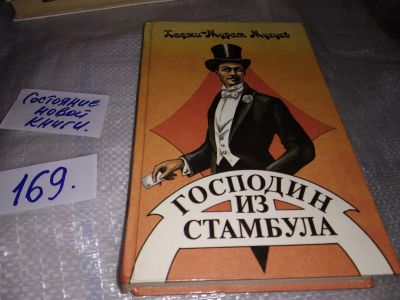 Хаджи-Мурат Мугуев
ГОСПОДИН
ИЗ
СТАМБУЛА
Состояние
новой
книги.
169.